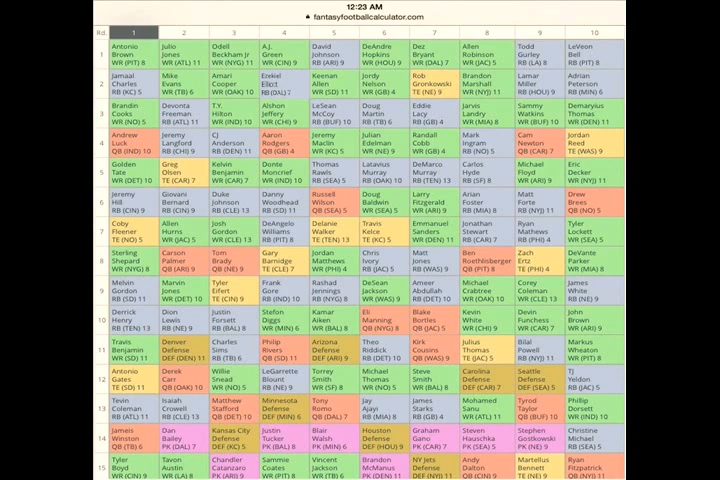 12:23 AM
fantasyfootballcalculator.com
Rd. 1 2 3 4 5 6 7 8 9 10
1
Antonio Brown WR (PIT) 8
Julio Jones WR (ATL) 11
Odell Beckham Jr WR (NYG) 11
A.J. Green WR (CIN) 9
David Johnson RB (ARI) 9
DeAndre Hopkins WR (HOU) 9
Dez Bryant WR (DAL) 7
Allen Robinson WR (JAC) 5
Todd Gurley RB (LA) 8
LeVeon Bell RB (PIT) 8
2
Jamaal Charles RB (KC) 5
Mike Evans WR (TB) 6
Amari Cooper WR (OAK) 10
Ezekiel Elliott RB (DAL) 7
Keenan Allen WR (SD) 11
Jordy Nelson WR (GB) 4
Rob Gronkowski TE (NE) 9
Brandon Marshall WR (NYJ) 11
Lamar Miller RB (HOU) 9
Adrian Peterson RB (MIN) 6
3
Brandin Cooks WR (NO) 5
Devonta Freeman RB (ATL) 11
T.Y. Hilton WR (IND) 10
Alshon Jeffery WR (CHI) 9
LeSean McCoy RB (BUF) 10
Doug Martin RB (TB) 6
Eddie Lacy RB (GB) 4
Jarvis Landry WR (MIA) 8
Sammy Watkins WR (BUF) 10
Demaryius Thomas WR (DEN) 11
4
Andrew Luck QB (IND) 10
Jeremy Langford RB (CHI) 9
CJ Anderson RB (DEN) 11
Aaron Rodgers QB (GB) 4
Jeremy Maclin WR (KC) 5
Julian Edelman WR (NE) 9
Randall Cobb WR (GB) 4
Mark Ingram RB (NO) 5
Cam Newton QB (CAR) 7
Jordan Reed TE (WAS) 9
5
Golden Tate WR (DET) 10
Greg Olsen TE (CAR) 7
Kelvin Benjamin WR (CAR) 7
Donte Moncrief WR (IND) 10
Thomas Rawls RB (SEA) 5
Latavius Murray RB (OAK) 10
DeMarco Murray RB (TEN) 13
Carlos Hyde RB (SF) 8
Michael Floyd WR (ARI) 9
Eric Decker WR (NYJ) 11
6
Jeremy Hill RB (CIN) 9
Giovani Bernard RB (CIN) 9
Duke Johnson RB (CLE) 13
Danny Woodhead RB (SD) 11
Russell Wilson QB (SEA) 5
Doug Baldwin WR (SEA) 5
Larry Fitzgerald WR (ARI) 9
Arian Foster RB (MIA) 8
Matt Forte RB (NYJ) 11
Drew Brees QB (NO) 5
7
Coby Fleener TE (NO) 5
Allen Hurns WR (JAC) 5
Josh Gordon WR (CLE) 13
DeAngelo Williams RB (PIT) 8
Delanie Walker TE (TEN) 13
Travis Kelce TE (KC) 5
Emmanuel Sanders WR (DEN) 11
Jonathan Stewart RB (CAR) 7
Ryan Mathews RB (PHI) 4
Tyler Lockett WR (SEA) 5
8
Sterling Shepard WR (NYG) 8
Carson Palmer QB (ARI) 9
Tom Brady QB (NE) 9
Gary Barnidge TE (CLE) 7
Jordan Matthews WR (PHI) 4
Chris Ivory RB (JAC) 5
Matt Jones RB (WAS) 9
Ben Roethlisberger QB (PIT) 8
Zach Ertz TE (PHI) 4
DeVante Parker WR (MIA) 8
9
Melvin Gordon RB (SD) 11
Marvin Jones WR (DET) 10
Tyler Eifert TE (CIN) 9
Frank Gore RB (IND) 10
Rashad Jennings RB (NYG) 8
DeSean Jackson WR (WAS) 9
Ameer Abdullah RB (DET) 10
Michael Crabtree WR (OAK) 10
Corey Coleman WR (CLE) 13
James White RB (NE) 9
10
Derrick Henry RB (TEN) 13
Dion Lewis RB (NE) 9
Justin Forsett RB (BAL) 8
Stefon Diggs WR (MIN) 6
Kamar Aiken WR (BAL) 8
Eli Manning QB (NYG) 8
Blake Bortles QB (JAC) 5
Kevin White WR (CHI) 9
Devin Funchess WR (CAR) 7
John Brown WR (ARI) 9
11
Travis Benjamin WR (SD) 11
Denver Defense DEF (DEN) 11
Charles Sims RB (TB) 6
Philip Rivers QB (SD) 11
Arizona Defense DEF (ARI) 9
Theo Riddick RB (DET) 10
Kirk Cousins QB (WAS) 9
Julius Thomas TE (JAC) 5
Bilal Powell RB (NYJ) 11
Markus Wheaton WR (PIT) 8
12
Antonio Gates TE (SD) 11
Derek Carr QB (OAK) 10
Willie Snead WR (NO) 5
LeGarrette Blount RB (NE) 9
Torrey Smith WR (SF) 8
Michael Thomas WR (NO) 5
Steve Smith WR (BAL) 8
Carolina Defense DEF (CAR) 7
Seattle Defense DEF (SEA) 5
TJ Yeldon RB (JAC) 5
13
Tevin Coleman RB (ATL) 11
Isaiah Crowell RB (CLE) 13
Matthew Stafford QB (DET) 10
Minnesota Defense DEF (MIN) 6
Tony Romo QB (DAL) 7
Jay Ajayi RB (MIA) 8
James Starks RB (GB) 4
Mohamed Sanu WR (ATL) 11
Tyrod Taylor QB (BUF) 10
Phillip Dorsett WR (IND) 10
14
Jameis Winston QB (TB) 6
Dan Bailey PK (DAL) 7
Kansas City Defense DEF (KC) 5
Justin Tucker PK (BAL) 8
Blair Walsh PK (MIN) 6
Houston Defense DEF (HOU) 9
Graham Gano PK (CAR) 7
Steven Hauschka PK (SEA) 5
Stephen Gostkowski PK (NE) 9
Christine Michael RB (SEA) 5
15
Tyler Boyd WR (CIN) 9
Tavon Austin WR (LA) 8
Chandler Catanzaro PK (ARI) 9
Sammie Coates WR (PIT) 8
Vincent Jackson WR (TB) 6
Brandon McManus PK (DEN) 11
NY Jets Defense DEF (NYJ) 11
Andy Dalton QB (CIN) 9
Martellus Bennett TE (NE) 9
Ryan Fitzpatrick QB (NYJ) 11